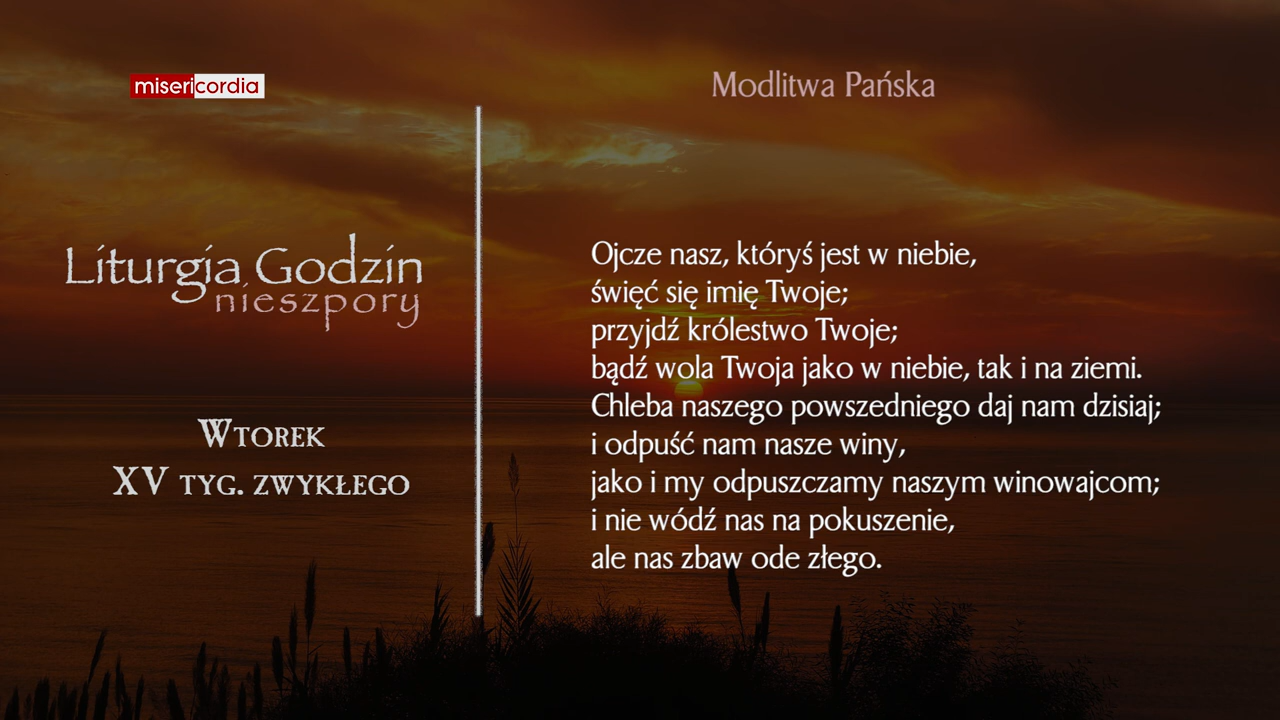 misericordia
Liturgia Godzin
nieszpory
Wtorek
XV tyg. zwykłego
Modlitwa Pańska
Ojcze nasz, któryś jest w niebie,
święć się imię Twoje;
przyjdź królestwo Twoje;
bądź wola Twoja jako w niebie, tak i na ziemi.
Chleba naszego powszedniego daj nam dzisiaj;
i odpuść nam nasze winy,
jako i my odpuszczamy naszym winowajcom;
i nie wódź nas na pokuszenie,
ale nas zbaw ode złego.